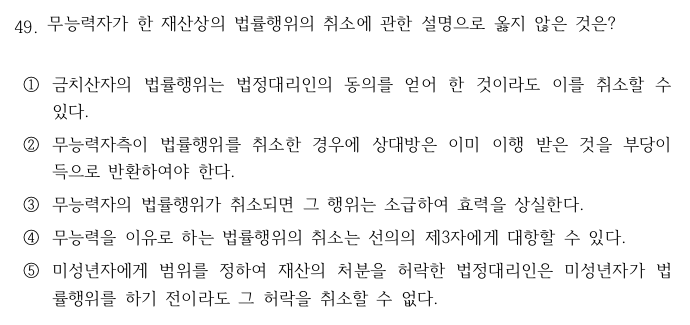 49. 무능력자가 한 재산상의 법률행위의 취소에 관한 설명으로 옳지 않은 것은?
① 금치산자의 법률행위는 법정대리인의 동의를 얻어 한 것이라도 이를 취소할 수
있다.
② 무능력자측이 법률행위를 취소한 경우에 상대방은 이미 이행 받은 것을 부당이
득으로 반환하여야 한다.
③ 무능력자의 법률행위가 취소되면 그 행위는 소급하여 효력을 상실한다.
④ 무능력을 이유로 하는 법률행위의 취소는 선의의 제3자에게 대항할 수 있다.
⑤ 미성년자에게 범위를 정하여 재산의 처분을 허락한 법정대리인은 미성년자가 법
률행위를 하기 전이라도 그 허락을 취소할 수 없다.